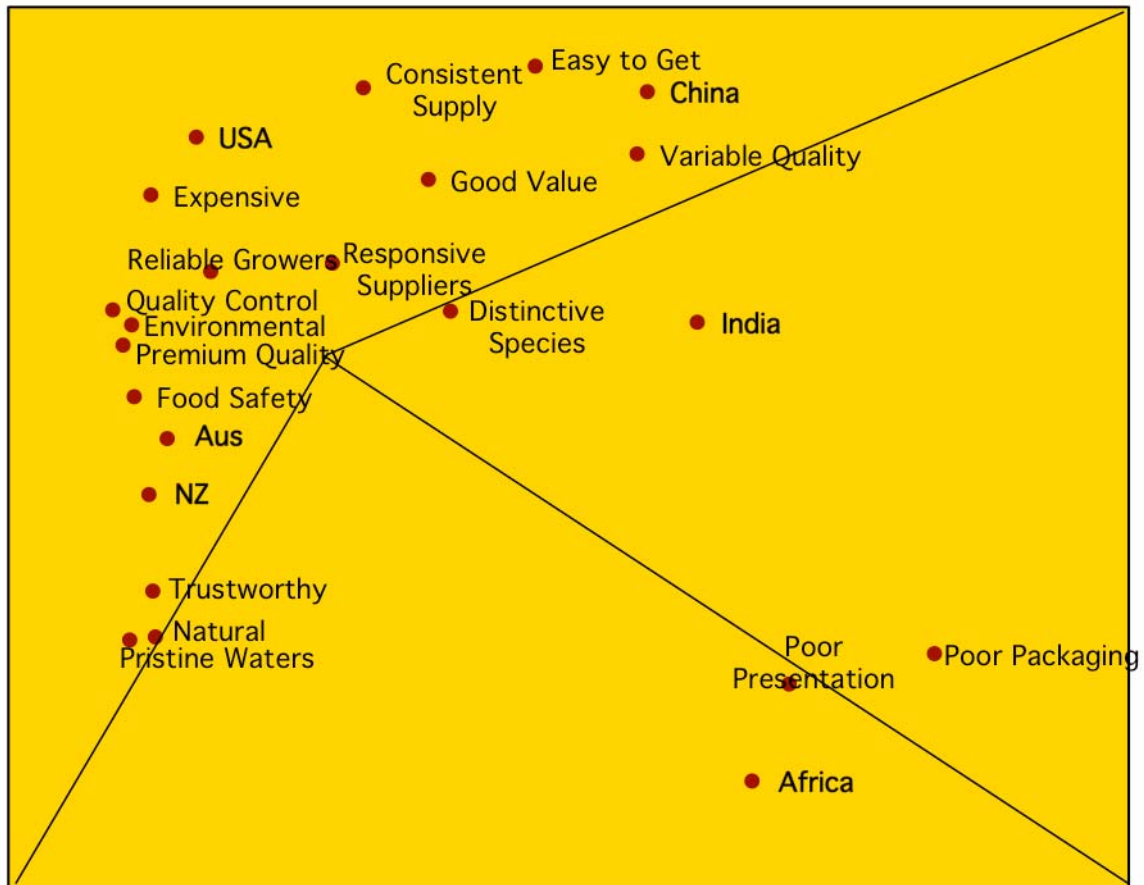 Easy to Get
Consistent
Supply
China
USA
Variable Quality
Good Value
Expensive
Reliable Growers
Responsive
Suppliers
Quality Control
Distinctive
Species
India
Environmental
Premium Quality
Food Safety
Aus
NZ
Trustworthy
Natural
Pristine Waters
Poor
Presentation
Poor Packaging
Africa